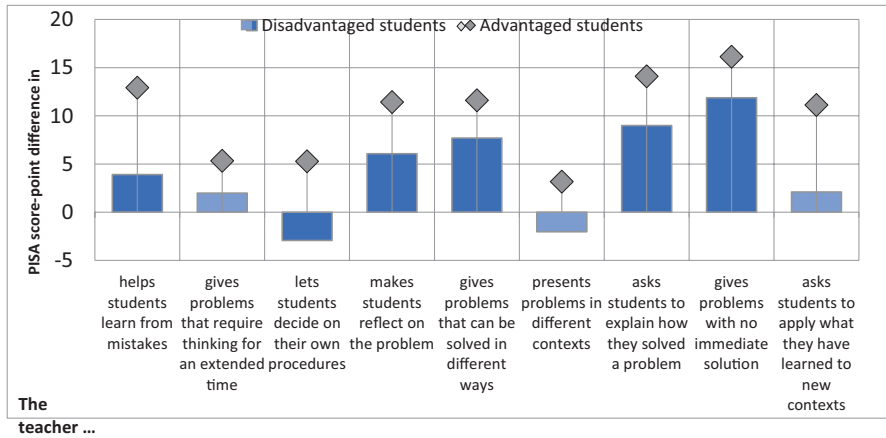 Disadvantaged students
Advantaged students
PISA score-point difference in
20
15
10
5
0
-5
helps
students
learn from
mistakes
gives
problems
that require
thinking for
an extended
time
lets
students
decide on
their own
procedures
makes
students
reflect on
the problem
gives
problems
that can be
solved in
different
ways
presents
problems in
different
contexts
asks
students to
explain how
they solved
a problem
gives
problems
with no
immediate
solution
asks
students to
apply what
they have
learned to
new
contexts
The
teacher ...